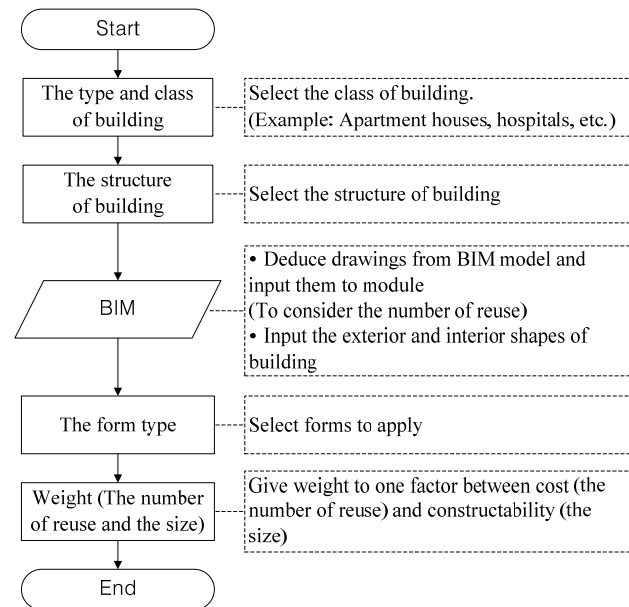 Start
The type and class
of building
Select the class of building.
(Example: Apartment houses, hospitals, etc.)
The structure
of building
Select the structure of building
BIM
• Deduce drawings from BIM model and
input them to module
(To consider the number of reuse)
• Input the exterior and interior shapes of
building
The form type
Select forms to apply
Weight (The number
of reuse and the size)
Give weight to one factor between cost (the
number of reuse) and constructability (the
size)
End